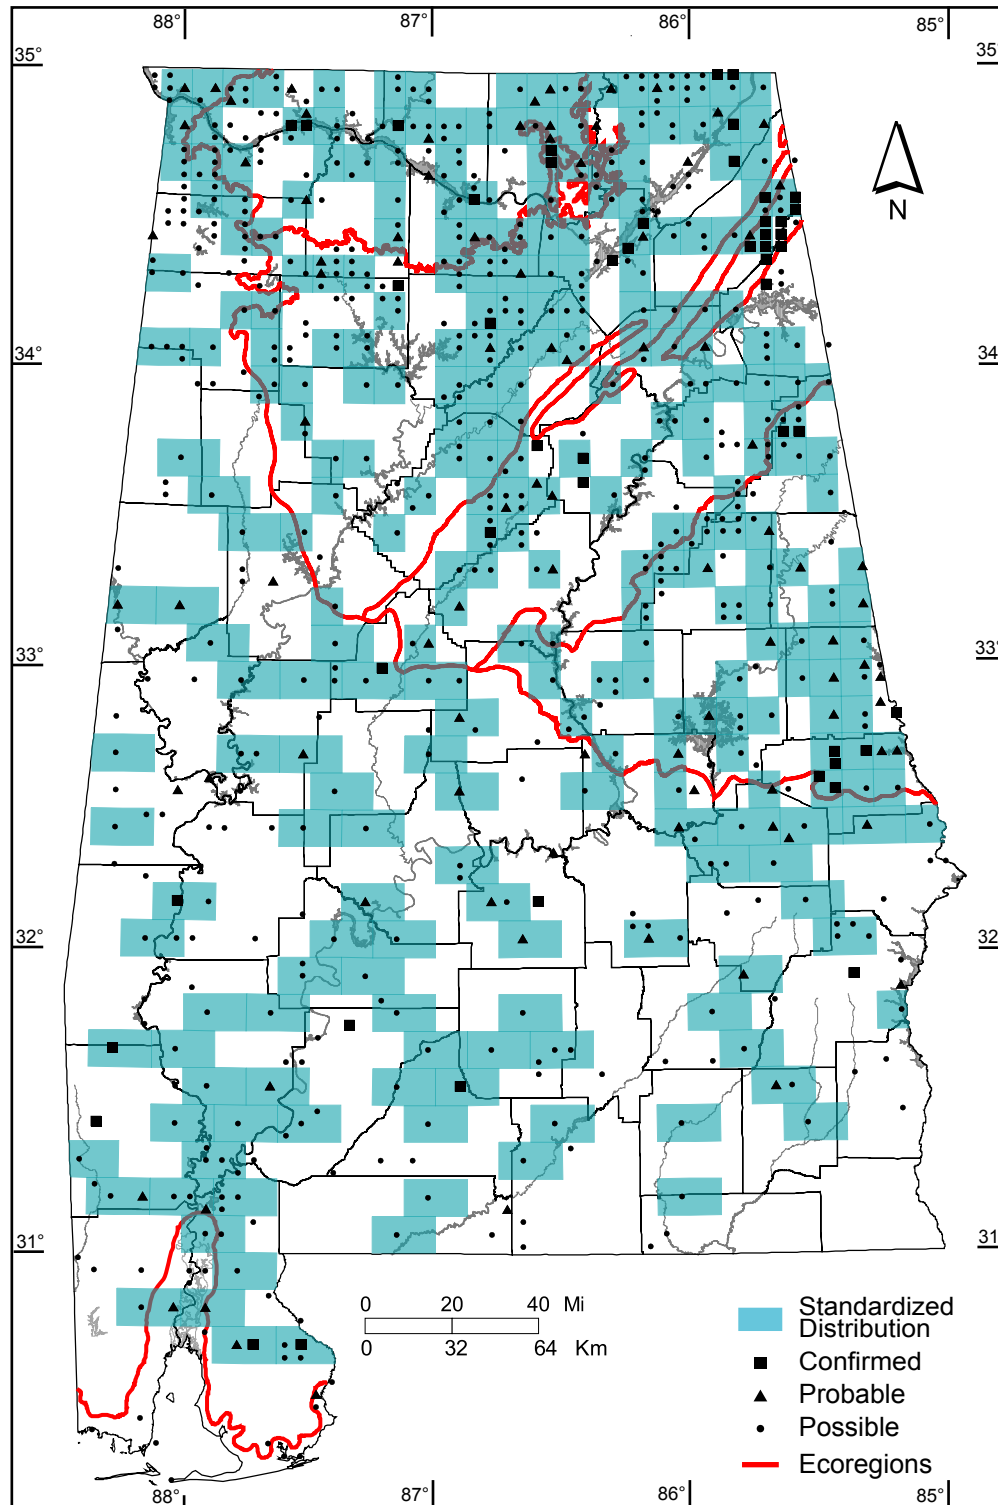 88° 87° 86° 85°
35° 35°
N
34° 34
33° 33°
32° 32
31° 31
0 20 40 Mi
0 32 64 Km
Standardized
Distribution
Confirmed
Probable
Possible
Ecoregions
88° 87° 86° 85°